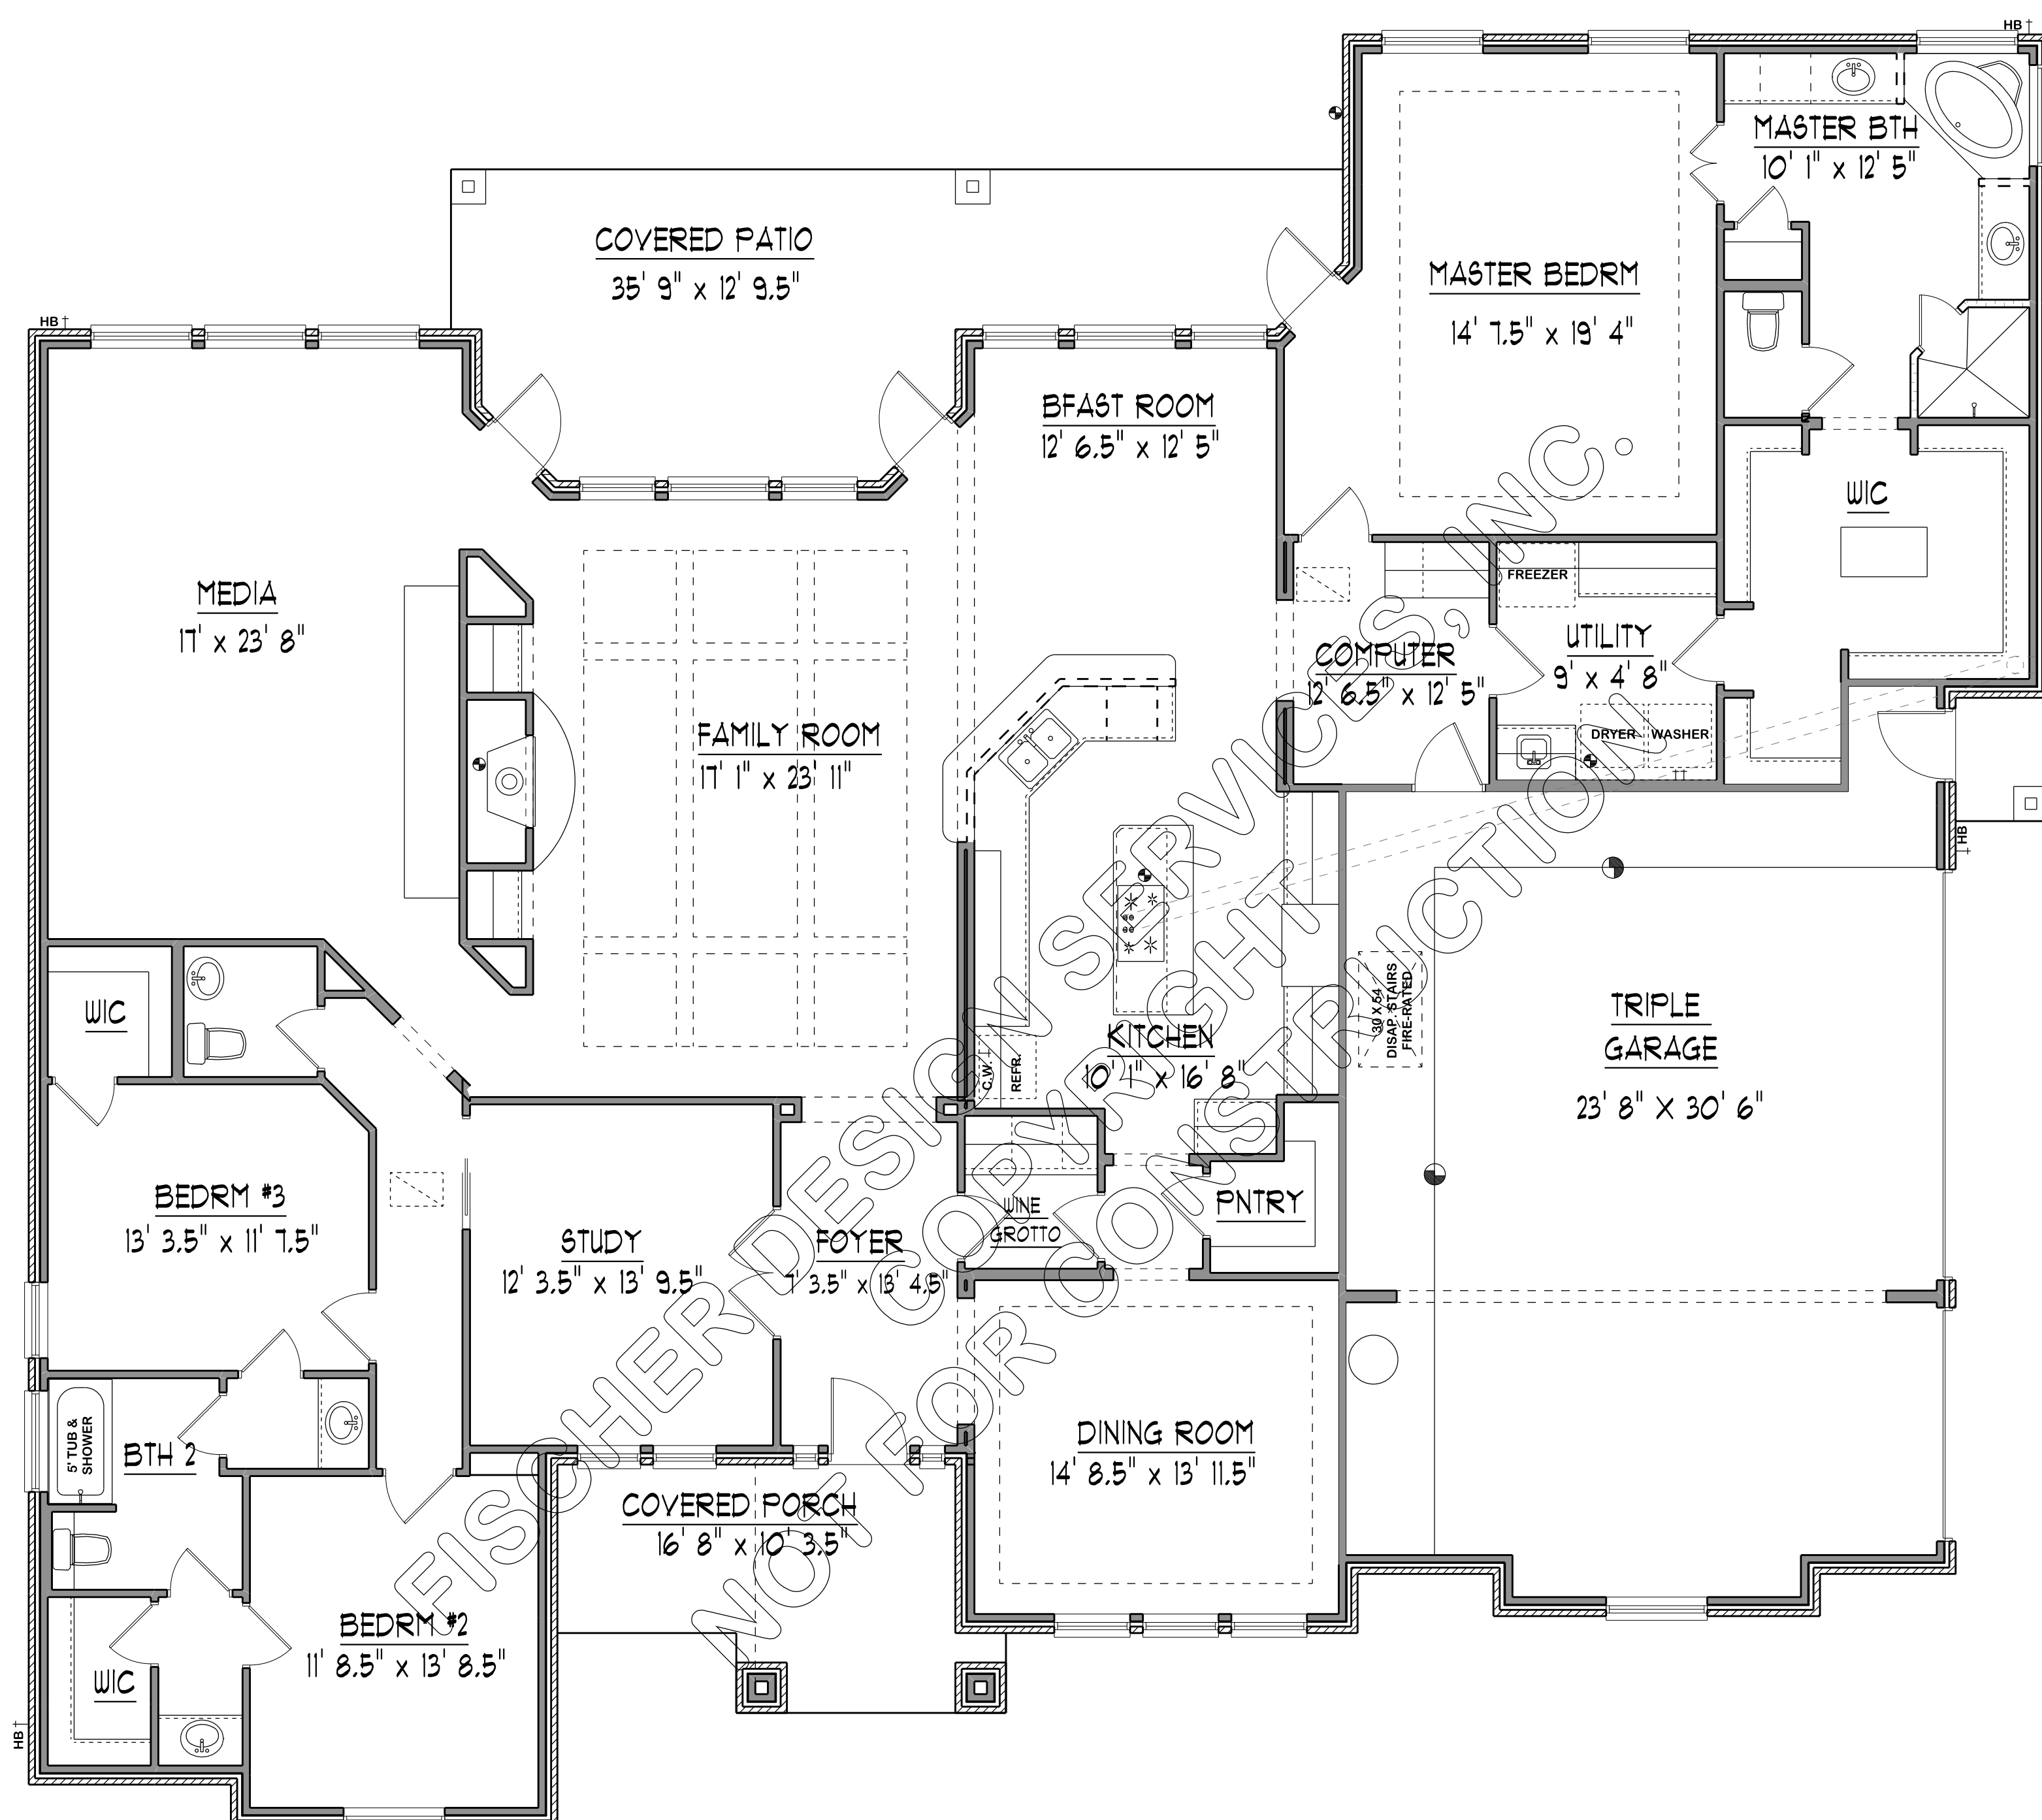 HB
MASTER BTH
10' 1" x 12' 5"
COVERED PATIO
35' 9" x 12' 9.5"
MASTER BEDRM
14' 7.5" x 19' 4"
HB
BFAST ROOM
12' 6.5" x 12' 5"
WIC
FREEZER
MEDIA
17' x 23' 8"
UTILITY
9' x 4' 8"
COMPUTER
12' 6.5" x 12' 5"
FAMILY ROOM
17' 1" x 23' 11"
DRYER
WASHER
HB
WIC
30 X 54
DISAP. STAIRS
FIRE-RATED
TRIPLE
GARAGE
23' 8" X 30' 6"
KITCHEN
10' 1" x 16' 8"
C.W.
REFR.
BEDRM #3
13' 3.5" x 11' 7.5"
STUDY
12' 3.5" x 13' 9.5"
FOYER
7' 3.5" x 13' 4.5"
WINE
GROTTO
PNTRY
5' TUB &
SHOWER
BTH 2
DINING ROOM
14' 8.5" x 13' 11.5"
COVERED PORCH
16' 8" x 10' 3.5"
BEDRM #2
11' 8.5" x 13' 8.5"
WIC
HB
FISCHER DESIGN SERVICES, INC.
COPYRIGHT
NOT FOR CONSTRUCTION